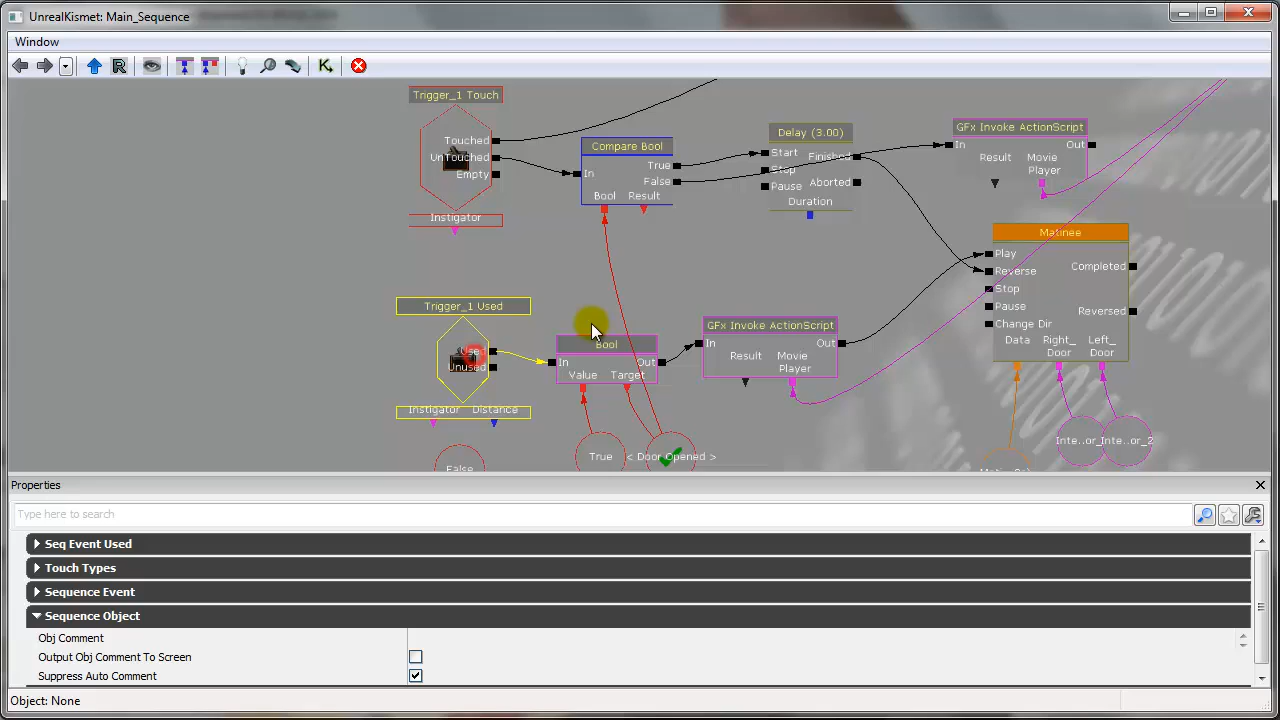 UnrealKismet: Main_Sequence
Window
Trigger_1 Touch
Touched
UnTouched
Empty
Instigator
Compare Bool
In
True
False
Bool Result
Delay (3.00)
Start
Stop
Pause
Finished
Aborted
Duration
GFx Invoke ActionScript
In
Out
Result
Movie
Player
Matinee
Play
Reverse
Stop
Pause
Change Dir
Completed
Reversed
Data
Right_
Door
Left_
Door
Trigger_1 Used
Used
Unused
Instigator Distance
Bool
In
Out
Value Target
GFx Invoke ActionScript
In
Out
Result
Movie
Player
False
True
< Door Opened >
Inte..or_
Inte..or_2
Properties
Type here to search
Seq Event Used
Touch Types
Sequence Event
Sequence Object
Obj Comment
Output Obj Comment To Screen
Suppress Auto Comment
Object: None